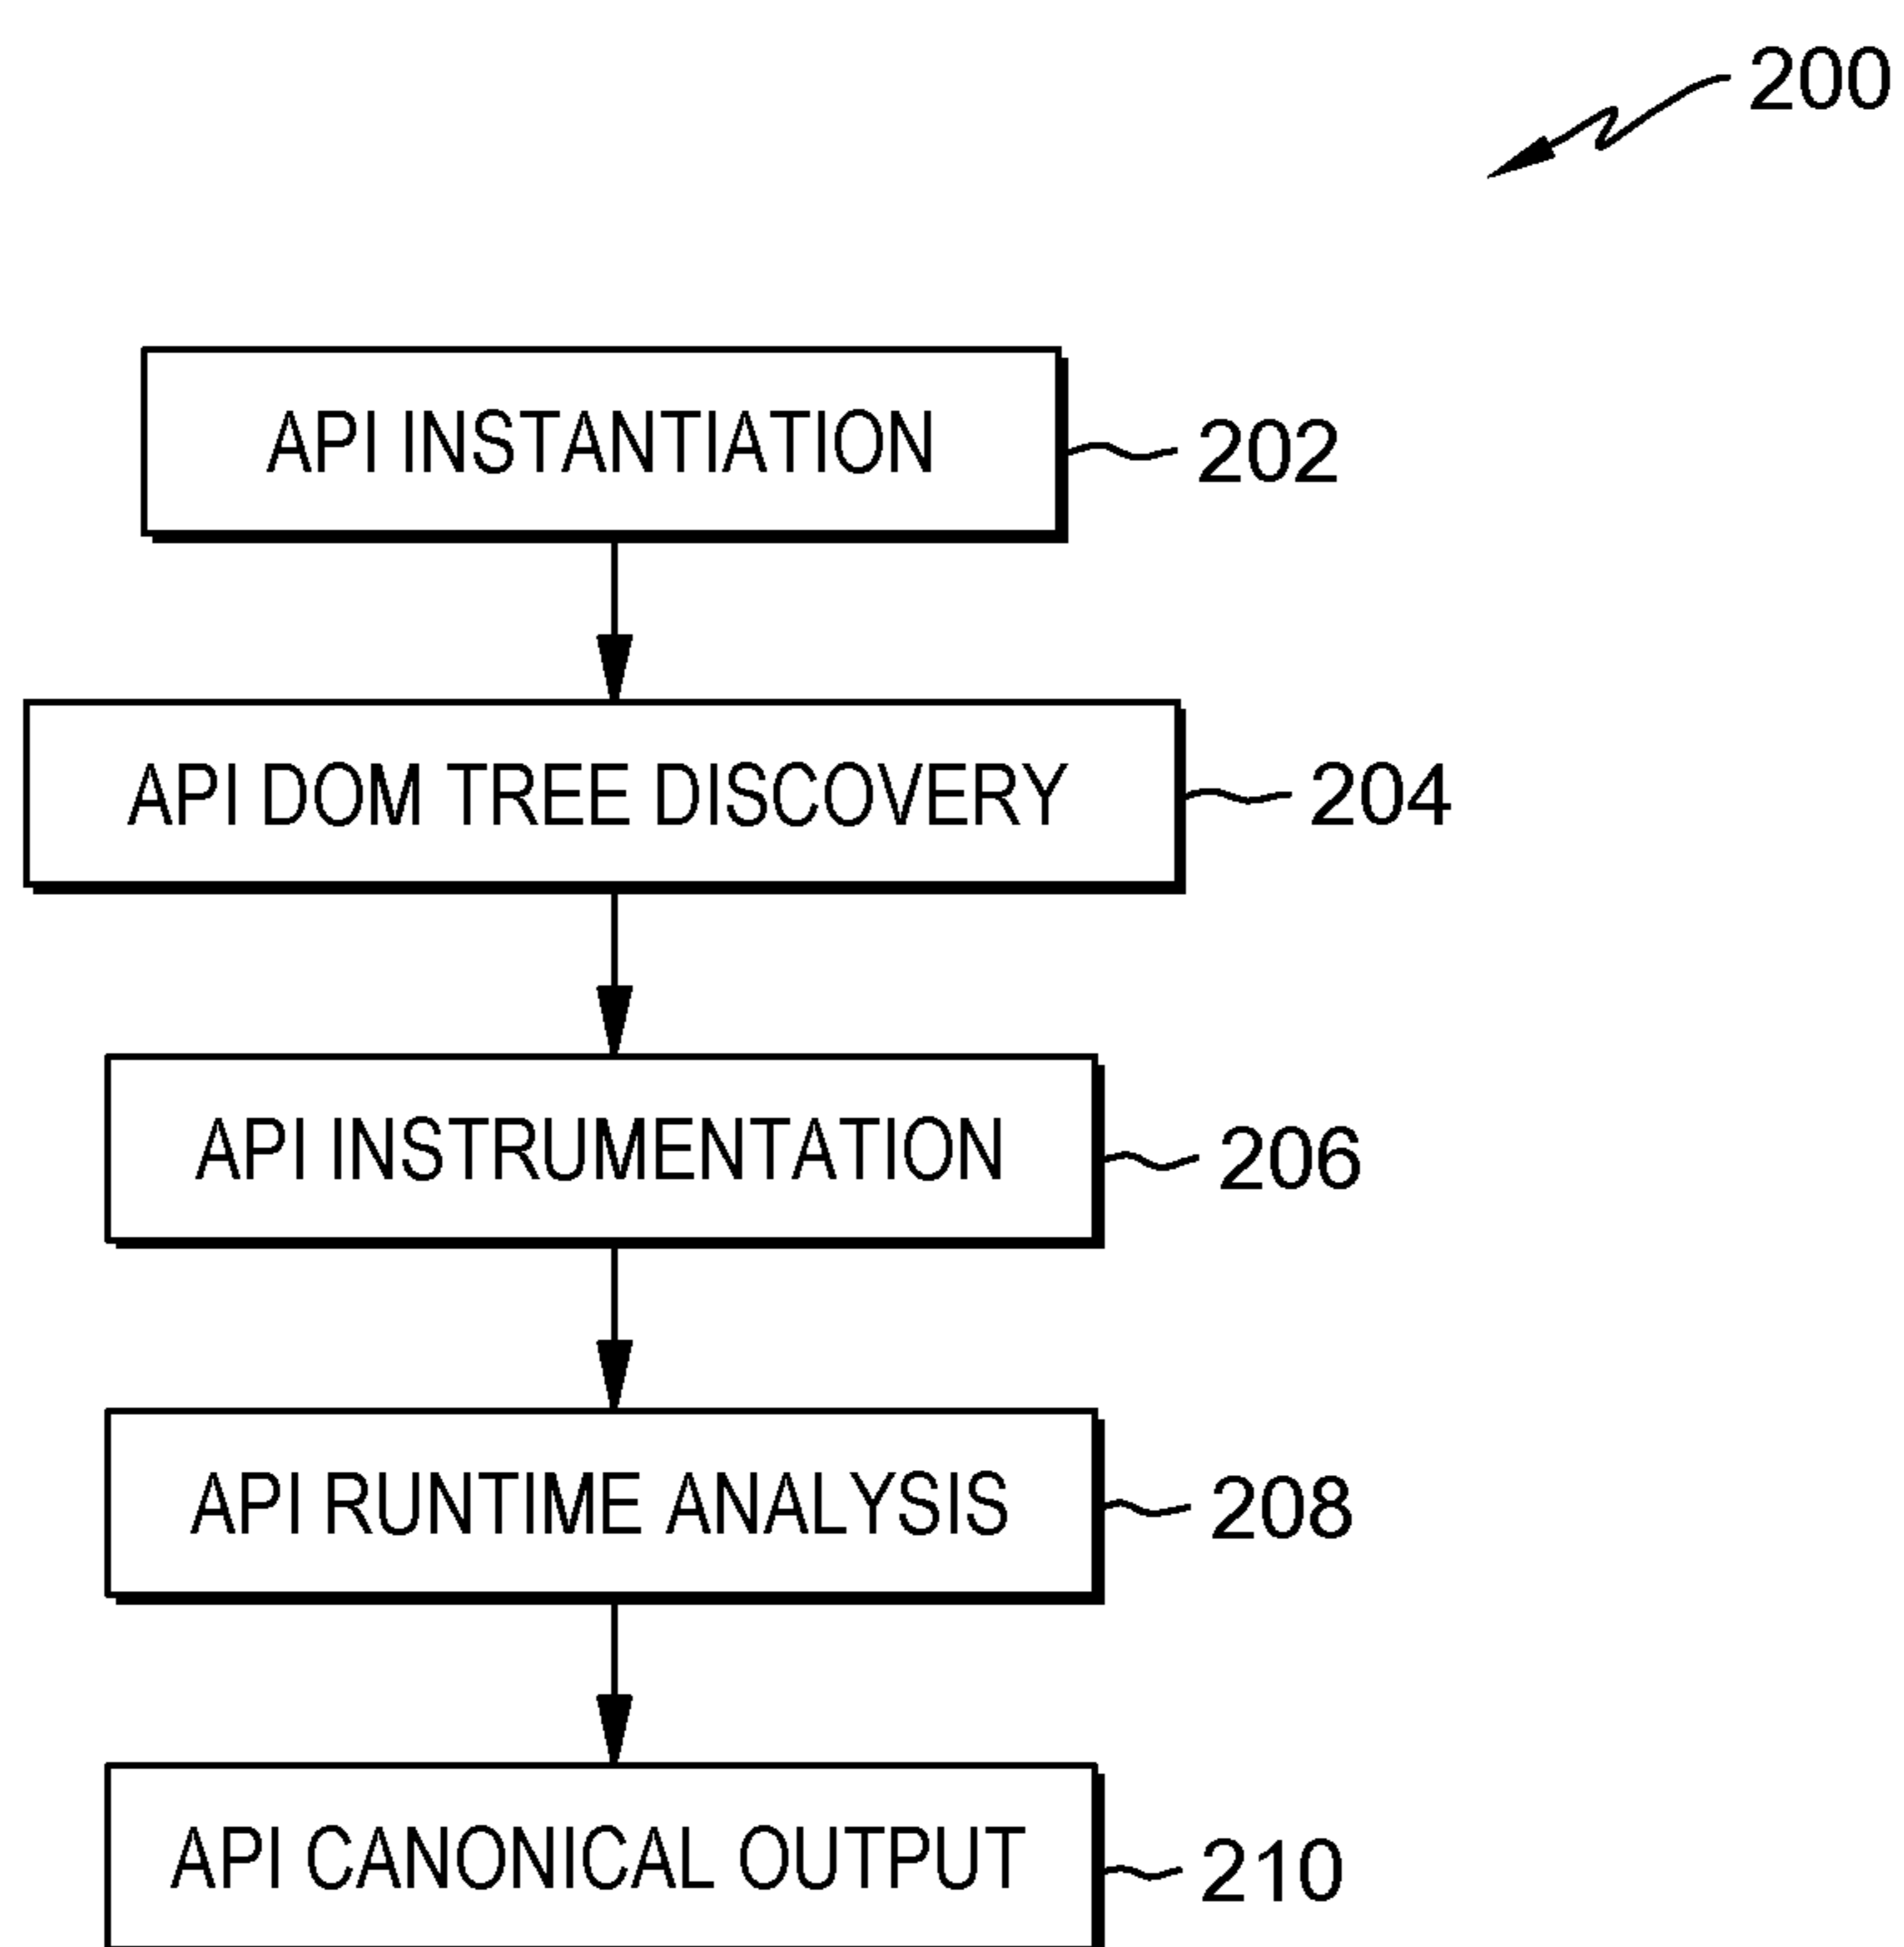 200
API INSTANTIATION
202
API DOM TREE DISCOVERY
204
API INSTRUMENTATION
206
API RUNTIME ANALYSIS
208
API CANONICAL OUTPUT
210